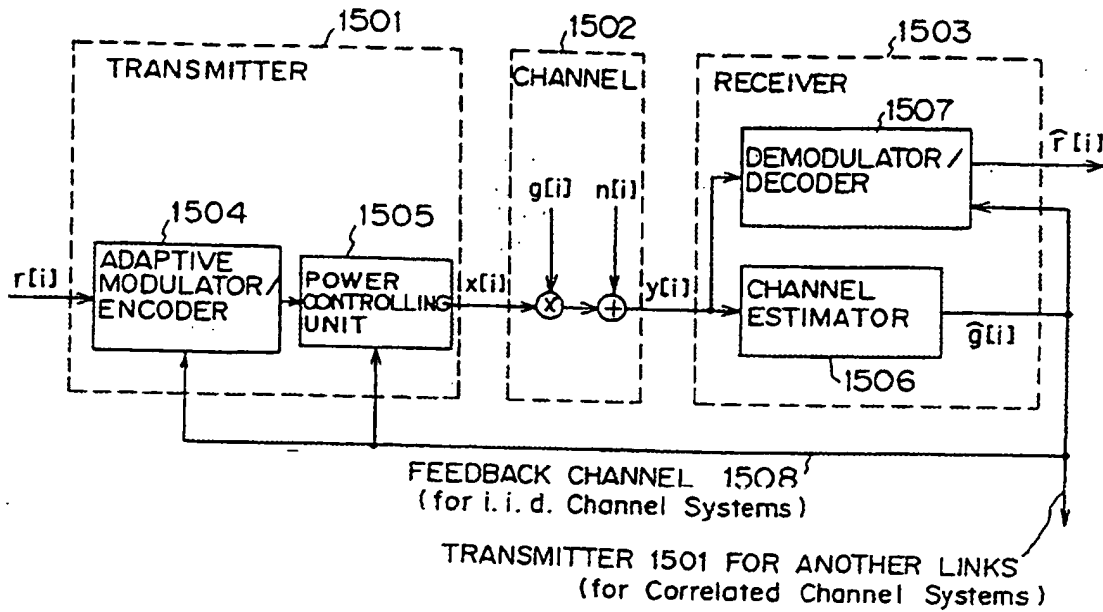 1501
1502
1503
TRANSMITTER
CHANNEL
RECEIVER
1507
DEMODULATOR/
DECODER
r̂[i]
g[i]
n[i]
1504
1505
r[i]
ADAPTIVE
MODULATOR/
ENCODER
POWER
CONTROLLING
UNIT
x[i]
×
+
y[i]
CHANNEL
ESTIMATOR
ĝ[i]
1506
FEEDBACK CHANNEL 1508
(for i.i.d. Channel Systems)
TRANSMITTER 1501 FOR ANOTHER LINKS
(for Correlated Channel Systems)